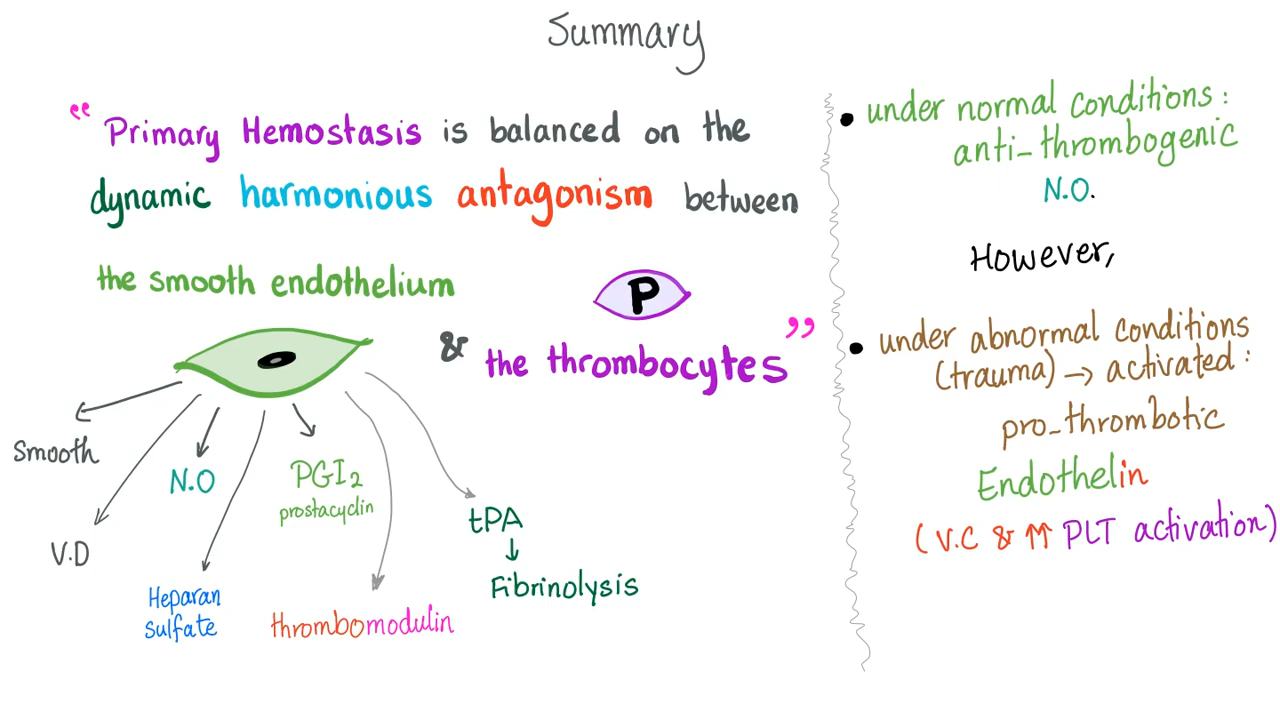 Summary
“ Primary Hemostasis is balanced on the
dynamic harmonious antagonism between
the smooth endothelium
P
& the thrombocytes ”
Smooth
V.D
N.O
Heparan
sulfate
PGI2
prostacyclin
thrombomodulin
tPA
↓
Fibrinolysis
• under normal conditions:
anti-thrombogenic
N.O.
However,
• under abnormal conditions
(trauma) → activated:
pro-thrombotic
Endothelin
(V.C & ↑↑ PLT activation)